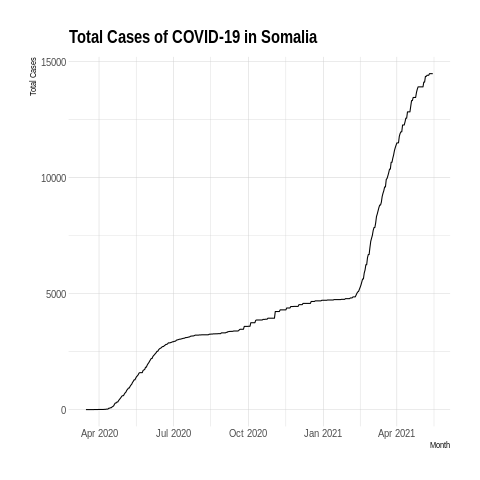 Total Cases of COVID-19 in Somalia
Total Cases
15000
10000
5000
0
Apr 2020 Jul 2020 Oct 2020 Jan 2021 Apr 2021
Month